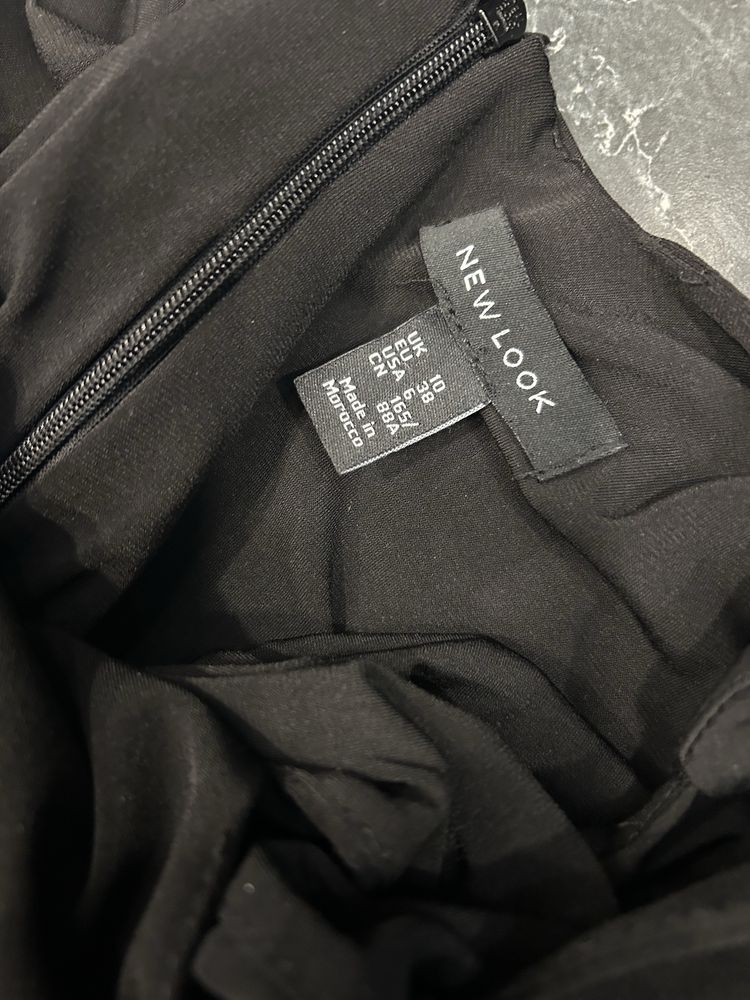 NEW LOOK
UK 10
EU 38
USA 6
CN 165/
88A
Made in
Morocco